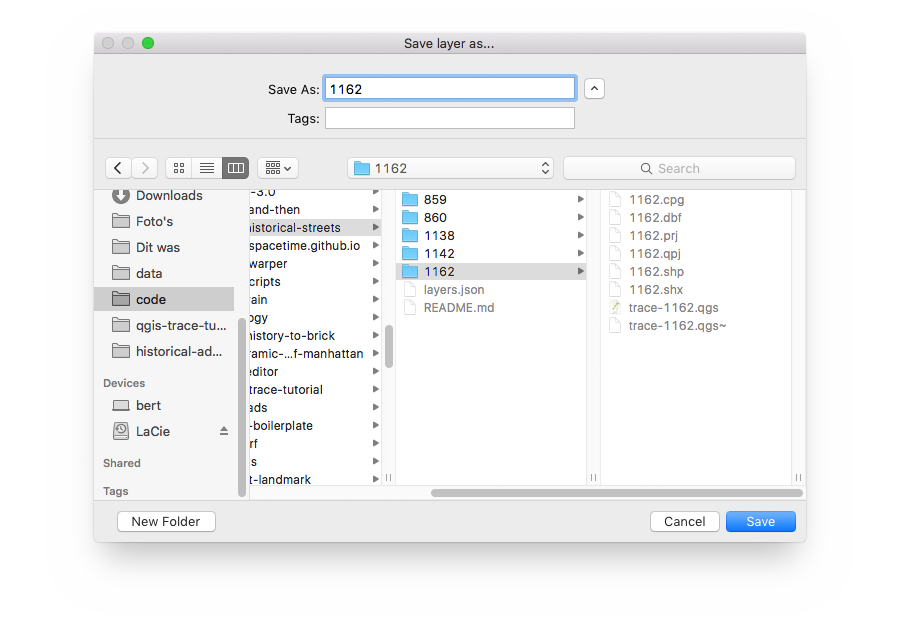 Save layer as...
Save As: 1162
Tags:
1162
Search
Downloads
Foto's
Dit was
data
code
qgis-trace-tu...
historical-ad...
Devices
bert
LaCie
Shared
Tags
-3.0
and-then
historical-streets
spacetime.github.io
warper
cripts
ain
ogy
history-to-brick
ramic-...f-manhattan
editor
trace-tutorial
ads
-boilerplate
rf
s
t-landmark
859
860
1138
1142
1162
layers.json
README.md
1162.cpg
1162.dbf
1162.prj
1162.qpj
1162.shp
1162.shx
trace-1162.qgs
trace-1162.qgs~
New Folder
Cancel
Save